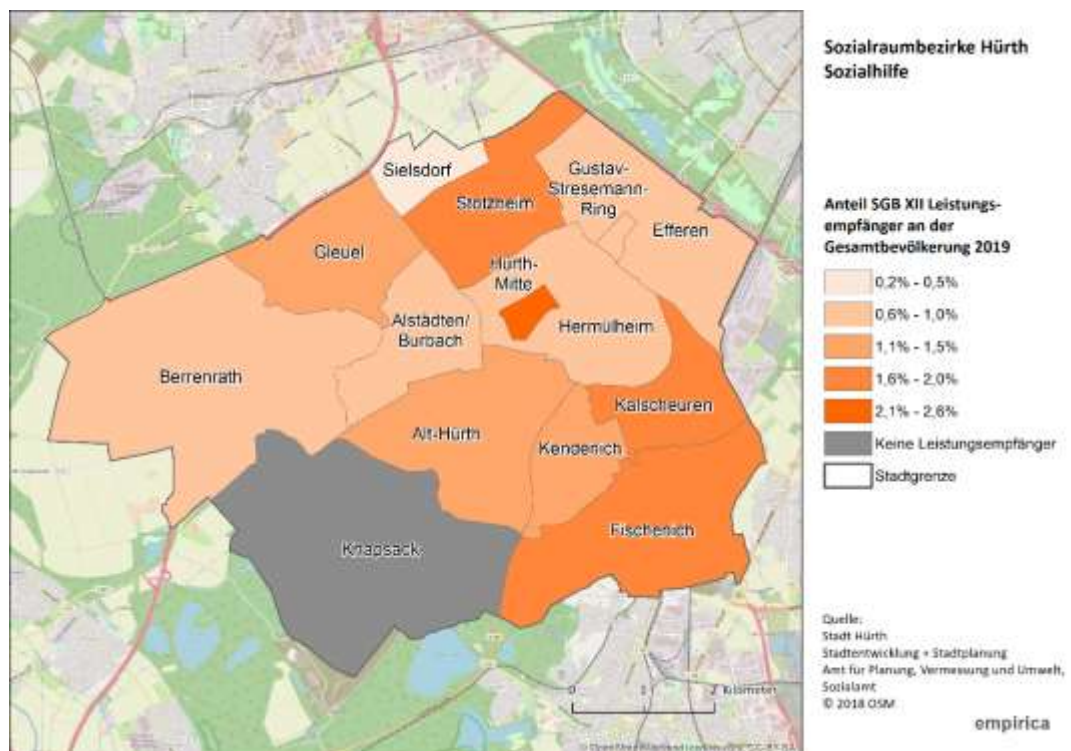 Sozialraumbezirke Hürth
Sozialhilfe
Sielsdorf
Gustav-
Stresemann-
Ring
Stotzheim
Efferen
Gleuel
Hürth-
Mitte
Alstädten/
Burbach
Hermülheim
Berrenrath
Kalscheuren
Alt-Hürth
Kendenich
Fischenich
Knapsack
Anteil SGB XII Leistungs-
empfänger an der
Gesamtbevölkerung 2019
0,2% - 0,5%
0,6% - 1,0%
1,1% - 1,5%
1,6% - 2,0%
2,1% - 2,6%
Keine Leistungsempfänger
Stadtgrenze
0 1 2 Kilometer
Quelle:
Stadt Hürth
Stadtentwicklung + Stadtplanung
Amt für Planung, Vermessung und Umwelt,
Sozialamt
© 2018 OSM
empirica